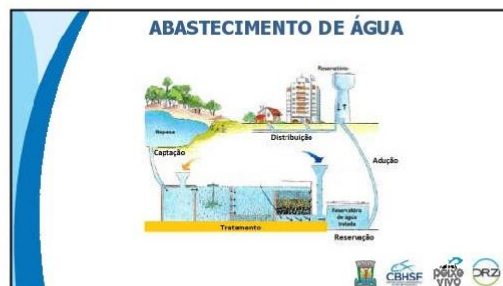 ABASTECIMENTO DE ÁGUA
Reservatório
Represa
Captação
Distribuição
Adução
Reservatório
de água
tratada
Tratamento
Reservação
CBHSF
peixe
VIVO
DRZ